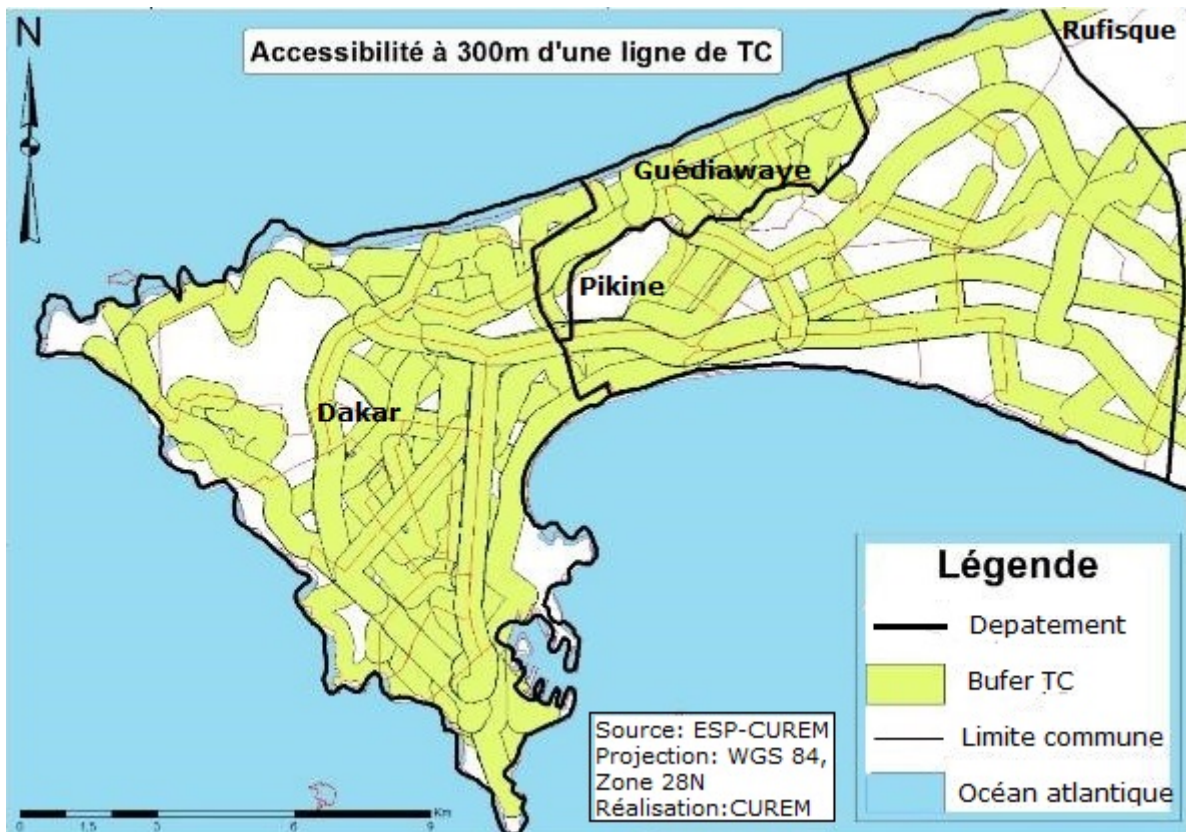 N
Accessibilité à 300m d'une ligne de TC
Rufisque
Guédiawaye
Pikine
Dakar
Légende
Depatement
Bufer TC
Limite commune
Océan atlantique
Source: ESP-CUREM
Projection: WGS 84,
Zone 28N
Réalisation:CUREM
0 1,5 3 6 9 Km